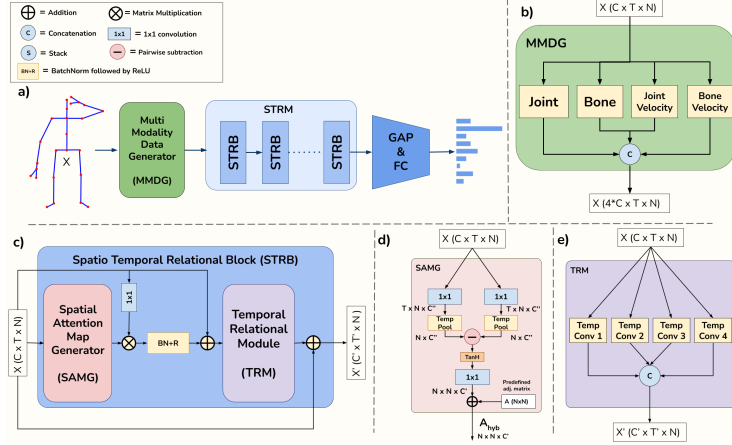 = Addition
= Matrix Multiplication
C = Concatenation
1x1 = 1x1 convolution
S = Stack
= Pairwise subtraction
BN+R = BatchNorm followed by ReLU
a)
X
Multi
Modality
Data
Generator
(MMDG)
STRM
STRB
STRB
STRB
GAP
&
FC
b)
X (C x T x N)
MMDG
Joint
Bone
Joint
Velocity
Bone
Velocity
C
X (4*C x T x N)
c)
Spatio Temporal Relational Block (STRB)
X (C x T x N)
Spatial
Attention
Map
Generator
(SAMG)
1x1
BN+R
Temporal
Relational
Module
(TRM)
X' (C' x T' x N)
d)
X (C x T x N)
SAMG
1x1
1x1
T x N x C"
T x N x C"
Temp
Pool
Temp
Pool
N x C"
N x C"
TanH
1x1
N x N x C'
Predefined
adj. matrix
A (NxN)
Ahyb
N x N x C'
e)
X (C x T x N)
TRM
Temp
Conv 1
Temp
Conv 2
Temp
Conv 3
Temp
Conv 4
C
X' (C' x T' x N)